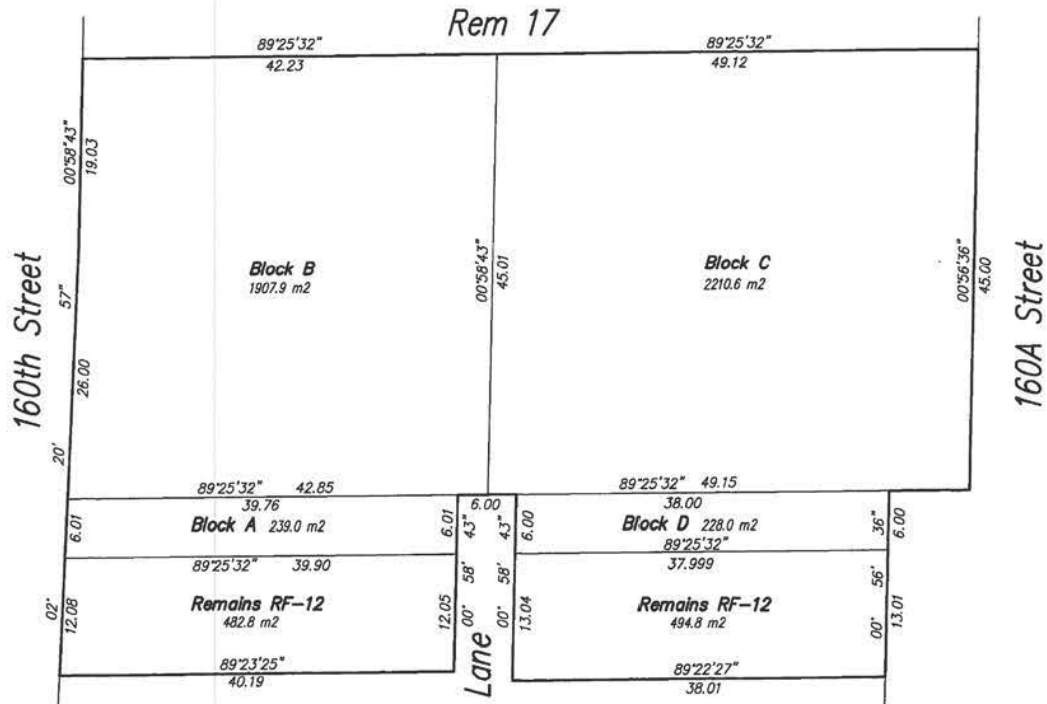 Rem 17
89°25'32"
42.23
89°25'32"
49.12
00°58'43"
19.03
160th Street
57"
26.00
20'
Block B
1907.9 m2
00°58'43"
45.01
Block C
2210.6 m2
00°56'36"
45.00
160A Street
89°25'32" 42.85
39.76
6.00
89°25'32" 49.15
38.00
6.01
Block A 239.0 m2
6.01
43"
43"
6.00
Block D 228.0 m2
36"
6.00
89°25'32" 39.90
89°25'32"
37.999
02°
12.08
Remains RF-12
482.8 m2
12.05
00° 58'
00° 58'
13.04
Remains RF-12
494.8 m2
00° 56'
13.01
89°23'25"
40.19
Lane
89°22'27"
38.01